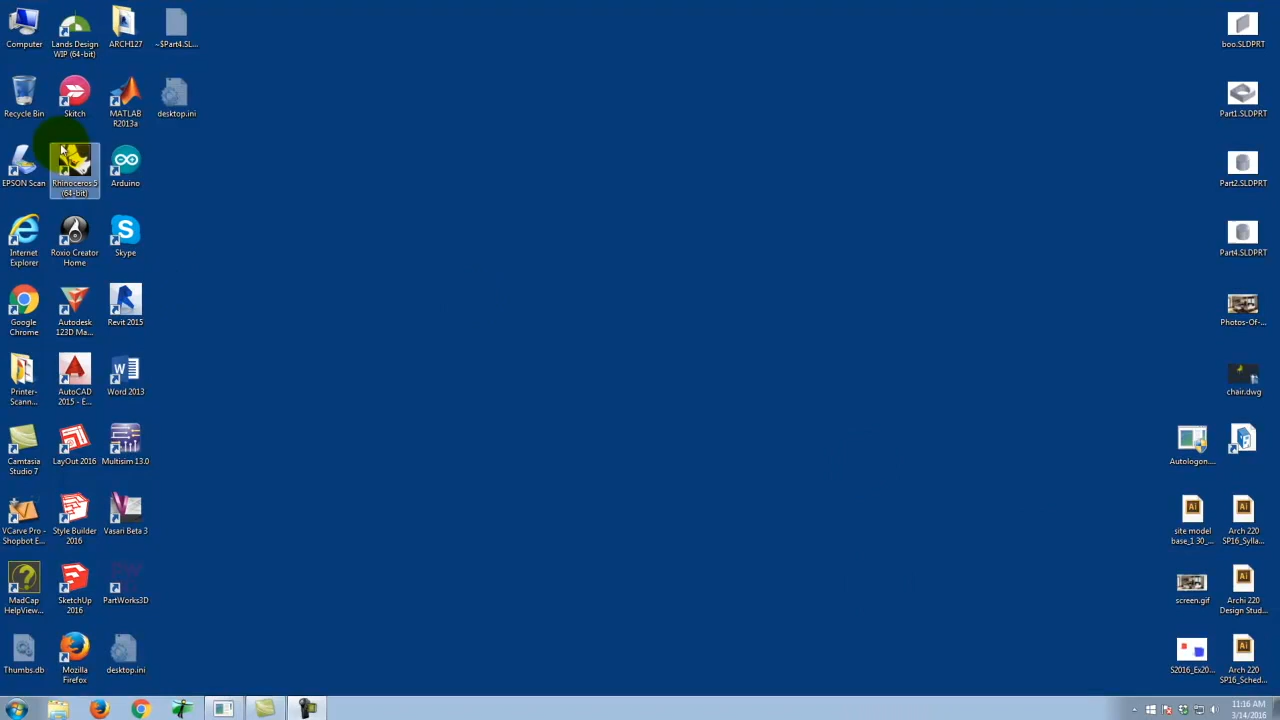 Computer
Lands Design
WIP (64-bit)
ARCH127
~$Part4.SL...
Recycle Bin
Skitch
MATLAB
R2013a
desktop.ini
EPSON Scan
Rhinoceros 5
(64-bit)
Arduino
Internet
Explorer
Roxio Creator
Home
Skype
Google
Chrome
Autodesk
123D Ma...
Revit 2015
Printer-
Scann...
AutoCAD
2015 - E...
Word 2013
Camtasia
Studio 7
LayOut 2016
Multisim 13.0
VCarve Pro -
Shopbot E...
Style Builder
2016
Vasari Beta 3
MadCap
HelpView...
SketchUp
2016
PartWorks3D
Thumbs.db
Mozilla
Firefox
desktop.ini
boo.SLDPRT
Part1.SLDPRT
Part2.SLDPRT
Part4.SLDPRT
Photos-Of-...
chair.dwg
Autologon....
Ai
site model
base_1 30_...
Ai
Arch 220
SP16_Sylla...
screen.gif
Ai
Archi 220
Design Stud...
S2016_Ex20...
Ai
Arch 220
SP16_Sched...
11:16 AM
3/14/2016